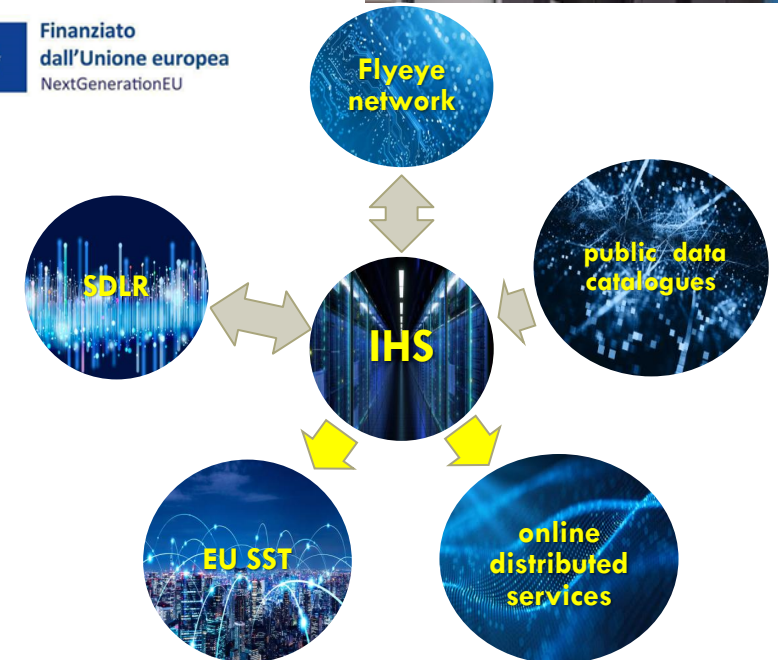 Finanziato
dall'Unione europea
NextGenerationEU
Flyeye
network
public data
catalogues
SDLR
IHS
EU SST
online
distributed
services